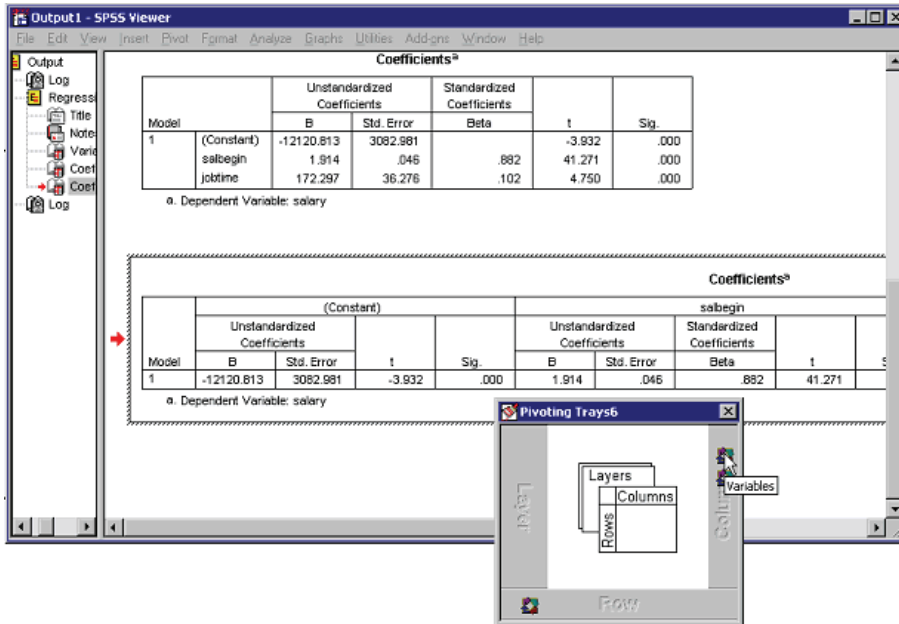 Output1 - SPSS Viewer
File Edit View Insert Pivot Format Analyze Graphs Utilities Add-ons Window Help
Output
Log
Regressi
Title
Note
Varia
Coef
Coef
Log
Coefficientsª
Unstandardized Coefficients Standardized Coefficients
Model B Std. Error Beta t Sig.
1 (Constant) -12120.813 3082.981 -3.932 .000
salbegin 1.914 .046 .882 41.271 .000
jobtime 172.297 36.276 .102 4.750 .000
a. Dependent Variable: salary
Coefficientsª
(Constant) salbegin
Unstandardized Coefficients Unstandardized Coefficients Standardized Coefficients
Model B Std. Error t Sig. B Std. Error Beta t S
1 -12120.813 3082.981 -3.932 .000 1.914 .046 .882 41.271
a. Dependent Variable: salary
Pivoting Trays6
Layer
Layers
Columns
Rows
Variables
Colu
Row